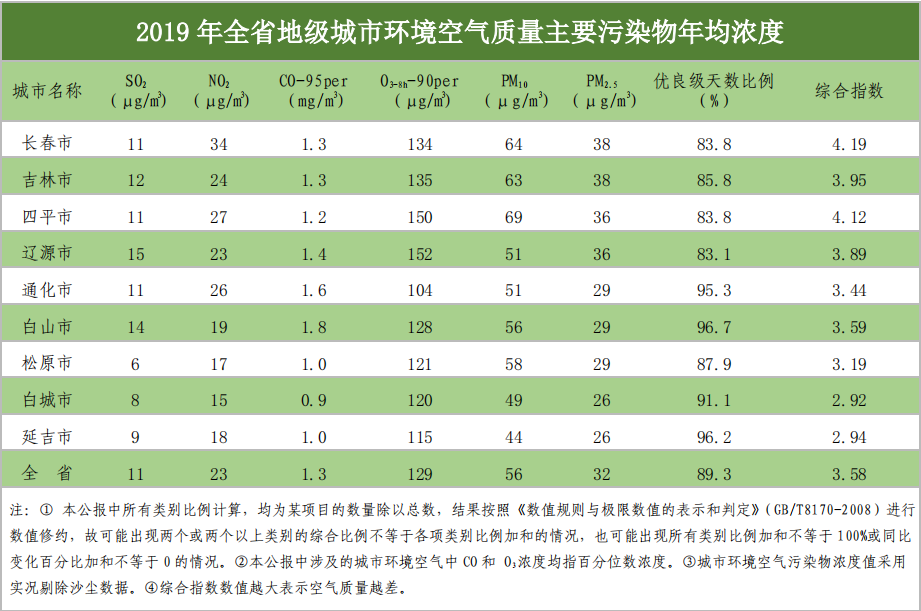 2019年全省地级城市环境空气质量主要污染物年均浓度
城市名称 SO₂ (μg/m³) NO₂ (μg/m³) CO-95per (mg/m³) O₃₋₈ₕ-90per (μg/m³) PM₁₀ (μg/m³) PM₂.₅ (μg/m³) 优良级天数比例 (%) 综合指数
长春市 11 34 1.3 134 64 38 83.8 4.19
吉林市 12 24 1.3 135 63 38 85.8 3.95
四平市 11 27 1.2 150 69 36 83.8 4.12
辽源市 15 23 1.4 152 51 36 83.1 3.89
通化市 11 26 1.6 104 51 29 95.3 3.44
白山市 14 19 1.8 128 56 29 96.7 3.59
松原市 6 17 1.0 121 58 29 87.9 3.19
白城市 8 15 0.9 120 49 26 91.1 2.92
延吉市 9 18 1.0 115 44 26 96.2 2.94
全 省 11 23 1.3 129 56 32 89.3 3.58
注：① 本公报中所有类别比例计算，均为某项目的数量除以总数，结果按照《数值规则与极限数值的表示和判定》(GB/T8170-2008)进行
数值修约，故可能出现两个或两个以上类别的综合比例不等于各项类别比例加和的情况，也可能出现所有类别比例加和不等于100%或同比
变化百分比加和不等于0的情况。②本公报中涉及的城市环境空气中CO和 O₃浓度均指百分位数浓度。③城市环境空气污染物浓度值采用
实况剔除沙尘数据。④综合指数数值越大表示空气质量越差。